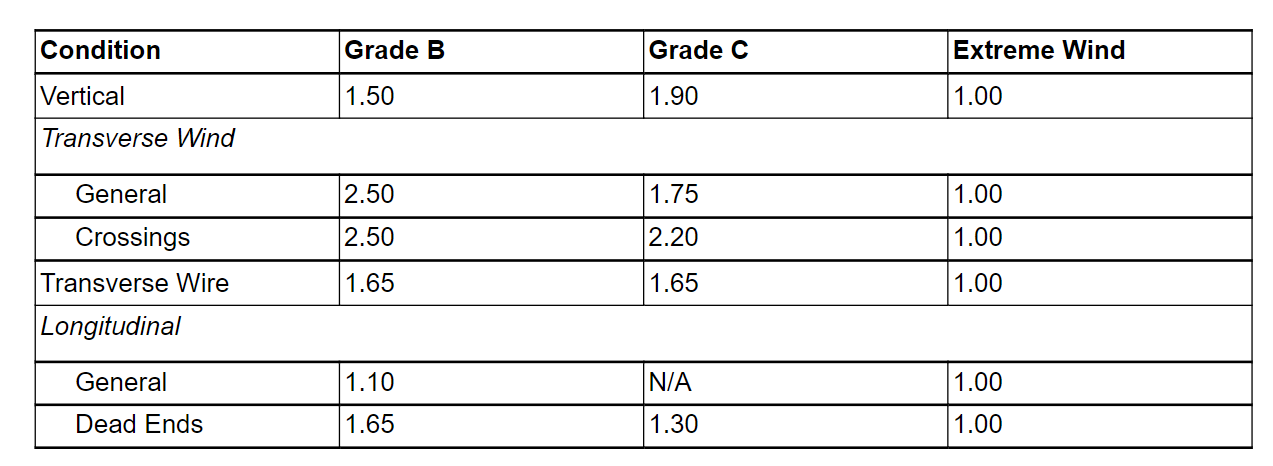 Condition Grade B Grade C Extreme Wind
Vertical 1.50 1.90 1.00
Transverse Wind
General 2.50 1.75 1.00
Crossings 2.50 2.20 1.00
Transverse Wire 1.65 1.65 1.00
Longitudinal
General 1.10 N/A 1.00
Dead Ends 1.65 1.30 1.00